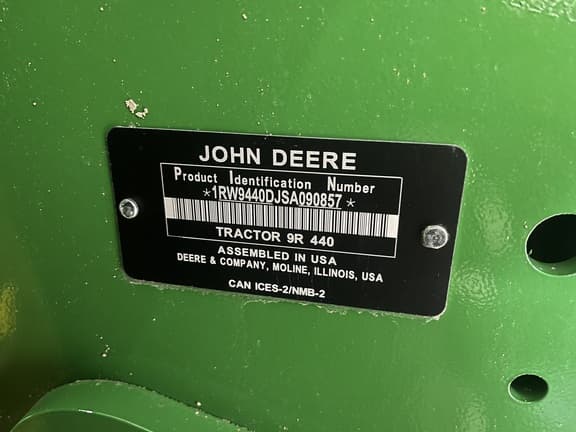 JOHN DEERE
Product Identification Number
*1RW9440DJSA090857*
TRACTOR 9R 440
ASSEMBLED IN USA
DEERE & COMPANY, MOLINE, ILLINOIS, USA
CAN ICES-2/NMB-2